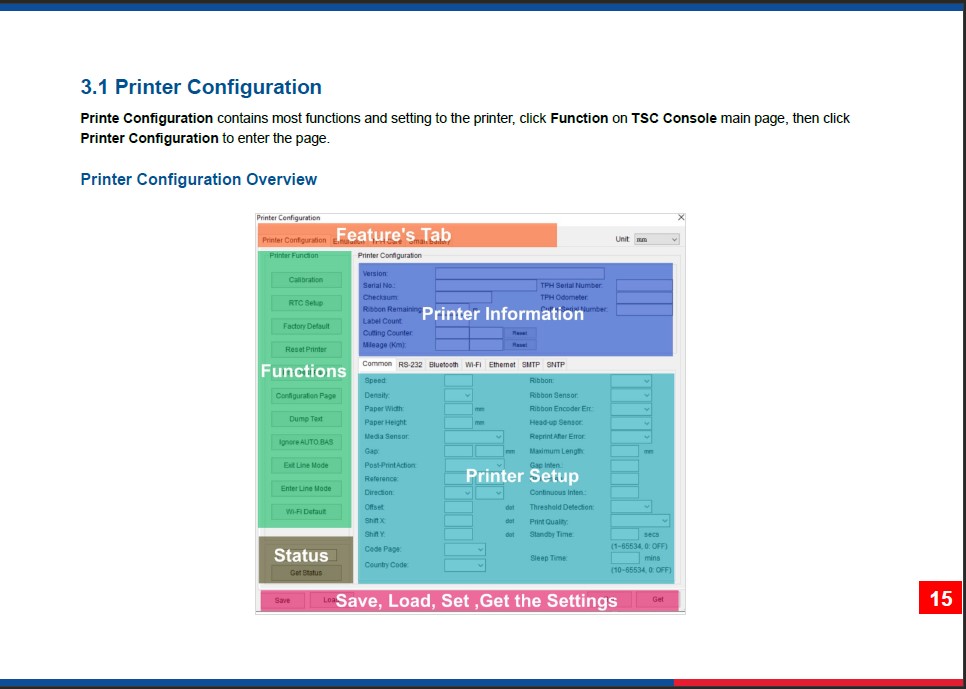 3.1 Printer Configuration
Printe Configuration contains most functions and setting to the printer, click Function on TSC Console main page, then click
Printer Configuration to enter the page.
Printer Configuration Overview
Printer Configuration
Feature's Tab
Printer Configuration
Unit: mm
Printer Function
Calibration
RTC Setup
Factory Default
Reset Printer
Functions
Configuration Page
Dump Text
Ignore AUTO.BAS
Exit Line Mode
Enter Line Mode
Wi-Fi Default
Status
Get Status
Printer Configuration
Version:
Serial No.: TPH Serial Number:
Checksum: TPH Odometer:
Ribbon Remaining Number:
Printer Information
Label Count:
Cutting Counter: Reset
Mileage (Km): Reset
Common RS-232 Bluetooth Wi-Fi Ethernet SMTP SNTP
Speed: Ribbon:
Density: Ribbon Sensor:
Paper Width: mm Ribbon Encoder Err.:
Paper Height: mm Head-up Sensor:
Media Sensor: Reprint After Error:
Gap: mm Maximum Length: mm
Post-Print Action: Gap Inten.:
Printer Setup
Reference:
Direction: Continuous Inten.:
Offset: dot Threshold Detection:
Shift X: dot Print Quality:
Shift Y: dot Standby Time: secs
(1~65534, 0: OFF)
Code Page: Sleep Time: mins
Country Code: (10~65534, 0: OFF)
Save Save, Load, Set ,Get the Settings Get
15